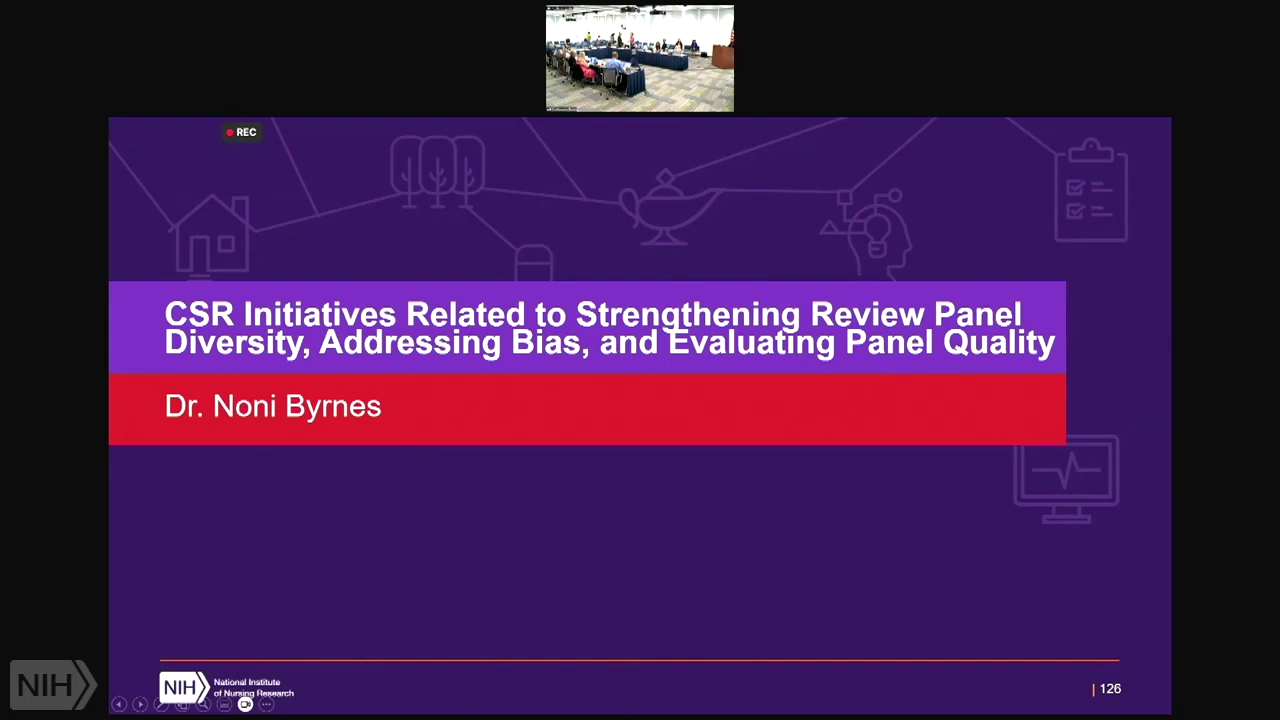 REC
CSR Initiatives Related to Strengthening Review Panel
Diversity, Addressing Bias, and Evaluating Panel Quality
Dr. Noni Byrnes
NIH
NIH
National Institute
of Nursing Research
| 126